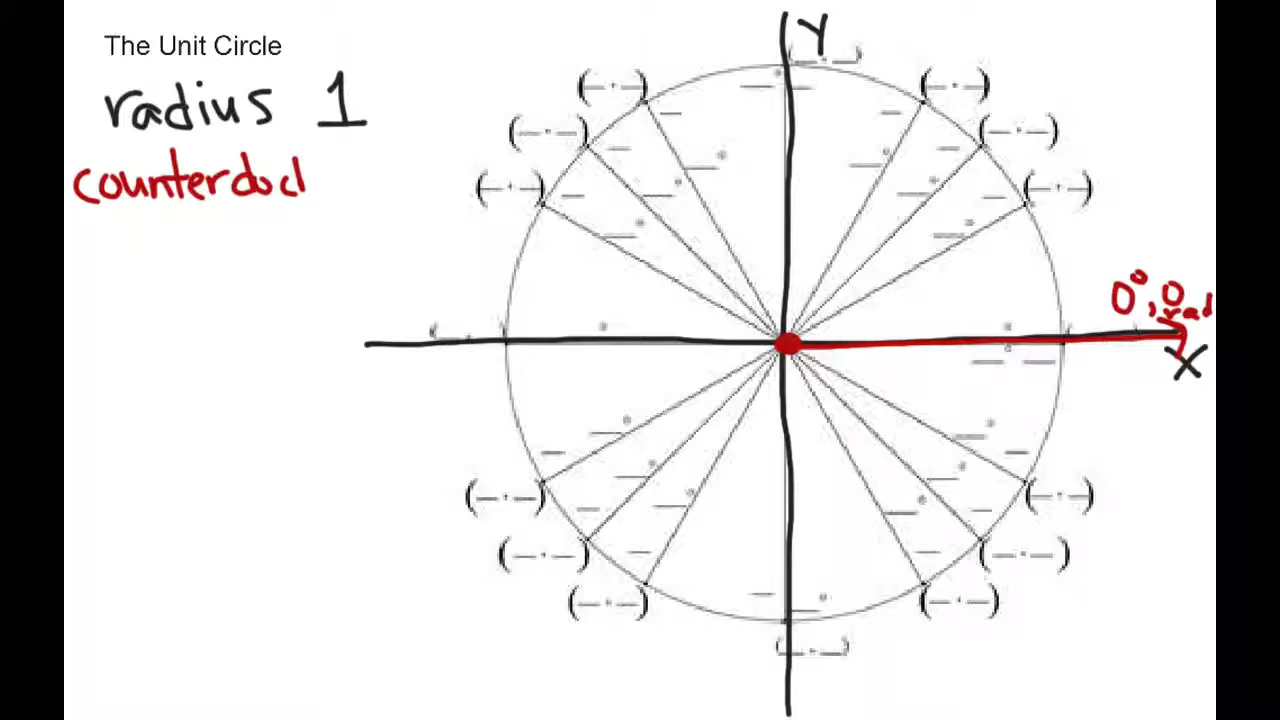 The Unit Circle
Y
radius 1
counterclocl
0°, 0
rad
X